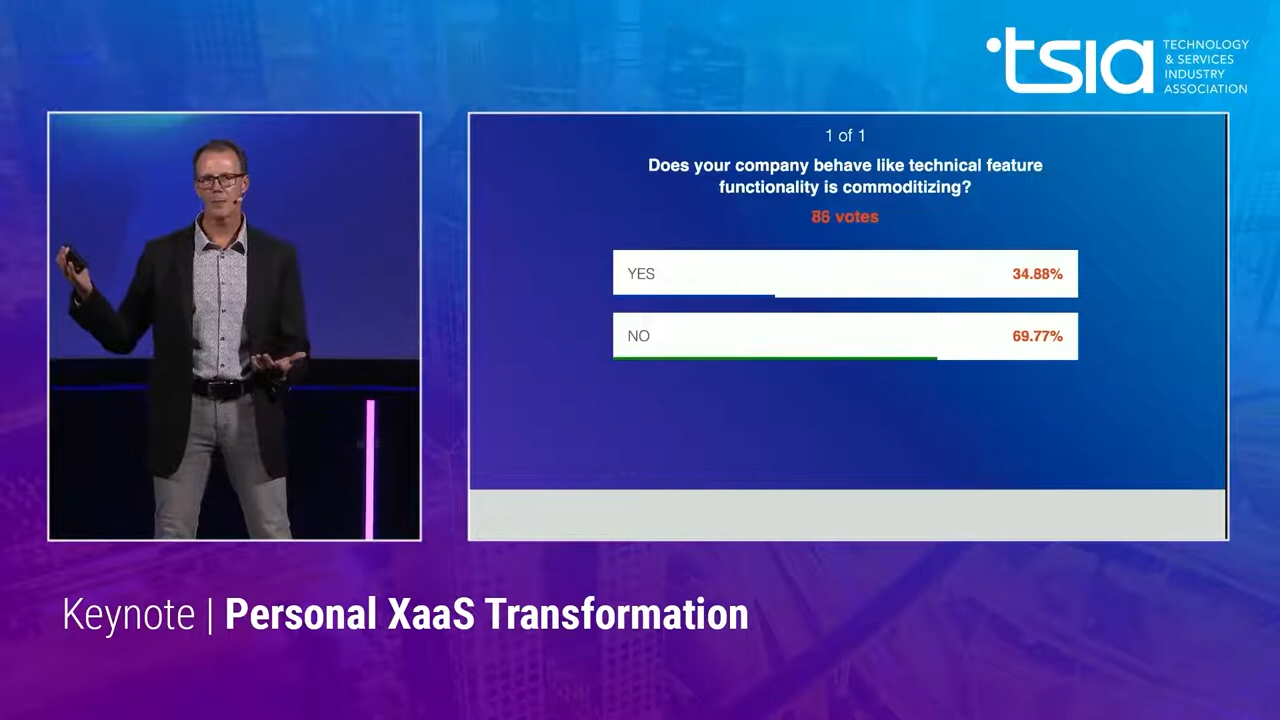 tsia
TECHNOLOGY
& SERVICES
INDUSTRY
ASSOCIATION
1 of 1
Does your company behave like technical feature
functionality is commoditizing?
86 votes
YES 34.88%
NO 69.77%
Keynote | Personal XaaS Transformation